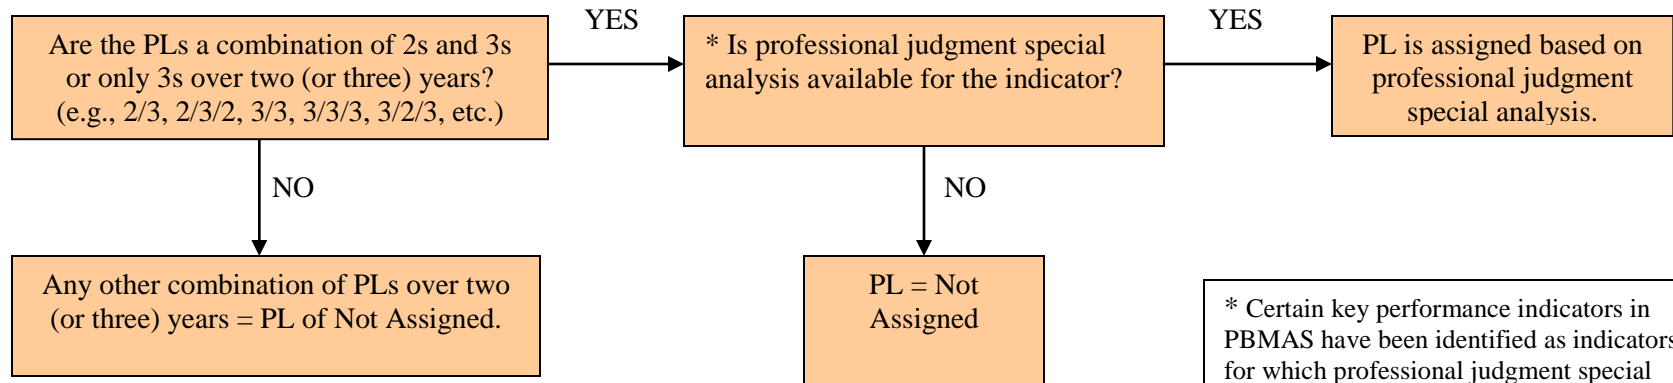 Are the PLs a combination of 2s and 3s
or only 3s over two (or three) years?
(e.g., 2/3, 2/3/2, 3/3, 3/3/3, 3/2/3, etc.)
YES
* Is professional judgment special
analysis available for the indicator?
YES
PL is assigned based on
professional judgment
special analysis.
NO
NO
Any other combination of PLs over two
(or three) years = PL of Not Assigned.
PL = Not
Assigned
* Certain key performance indicators in
PBMAS have been identified as indicators
for which professional judgment special